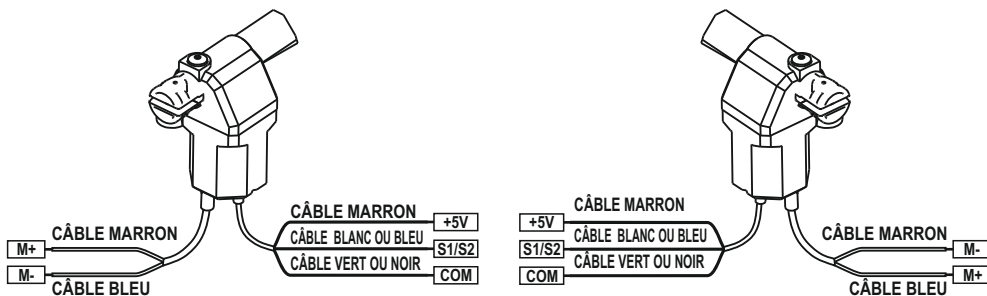 CÂBLE MARRON
+5V
CÂBLE BLANC OU BLEU
S1/S2
CÂBLE VERT OU NOIR
COM
CÂBLE MARRON
M+
M-
CÂBLE BLEU
CÂBLE MARRON
+5V
CÂBLE BLANC OU BLEU
S1/S2
CÂBLE VERT OU NOIR
COM
CÂBLE MARRON
M-
M+
CÂBLE BLEU